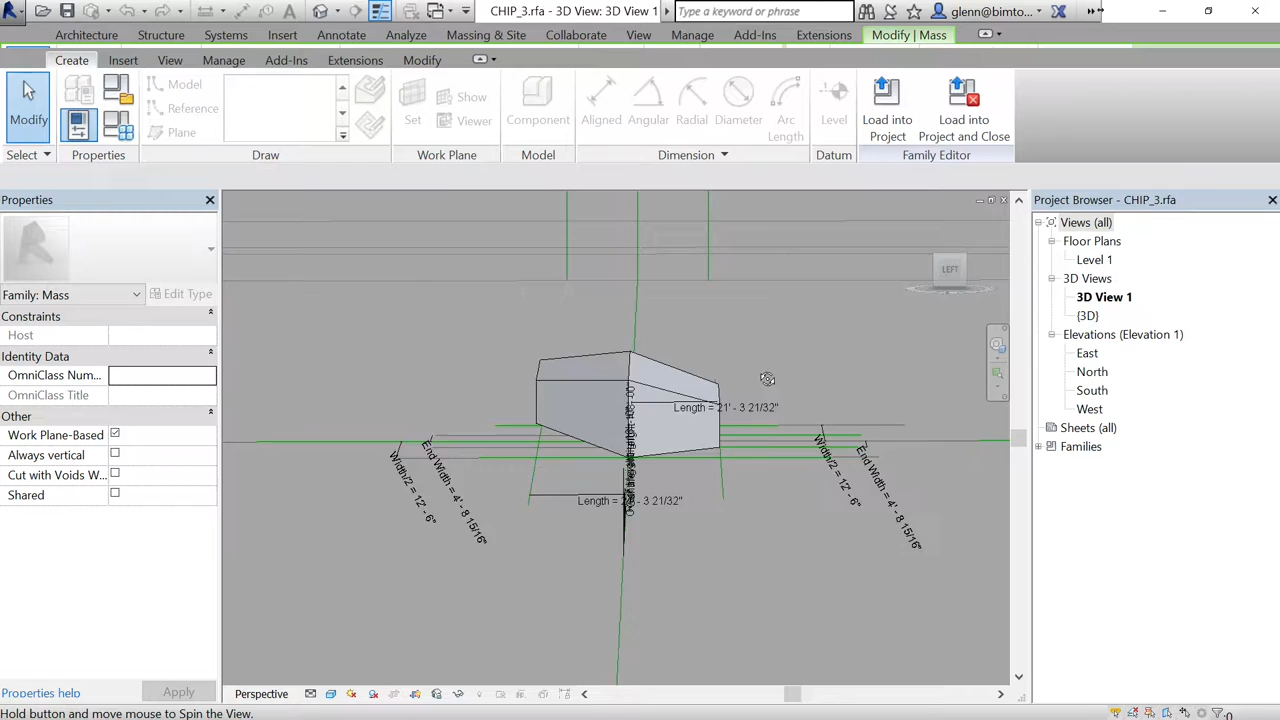 CHIP_3.rfa - 3D View: 3D View 1
Type a keyword or phrase
glenn@bimto...
Architecture Structure Systems Insert Annotate Analyze Massing & Site Collaborate View Manage Add-Ins Extensions Modify | Mass
Create Insert View Manage Add-Ins Extensions Modify
Modify
Select
Properties
Model
Reference
Plane
Draw
Set
Show
Viewer
Work Plane
Component
Model
Aligned Angular Radial Diameter Arc Length
Dimension
Level
Datum
Load into Project
Load into Project and Close
Family Editor
Properties
Family: Mass
Edit Type
Constraints
Host
Identity Data
OmniClass Num...
OmniClass Title
Other
Work Plane-Based
Always vertical
Cut with Voids W...
Shared
Properties help
Apply
LEFT
Length = 21' - 3 21/32"
- 3 21/32"
Width/2 = 12' - 6"
End Width = 4' - 8 15/16"
Width/2 = 12' - 6"
End Width = 4' - 8 15/16"
Perspective
Project Browser - CHIP_3.rfa
Views (all)
Floor Plans
Level 1
3D Views
3D View 1
{3D}
Elevations (Elevation 1)
East
North
South
West
Sheets (all)
Families
Hold button and move mouse to Spin the View.
:0